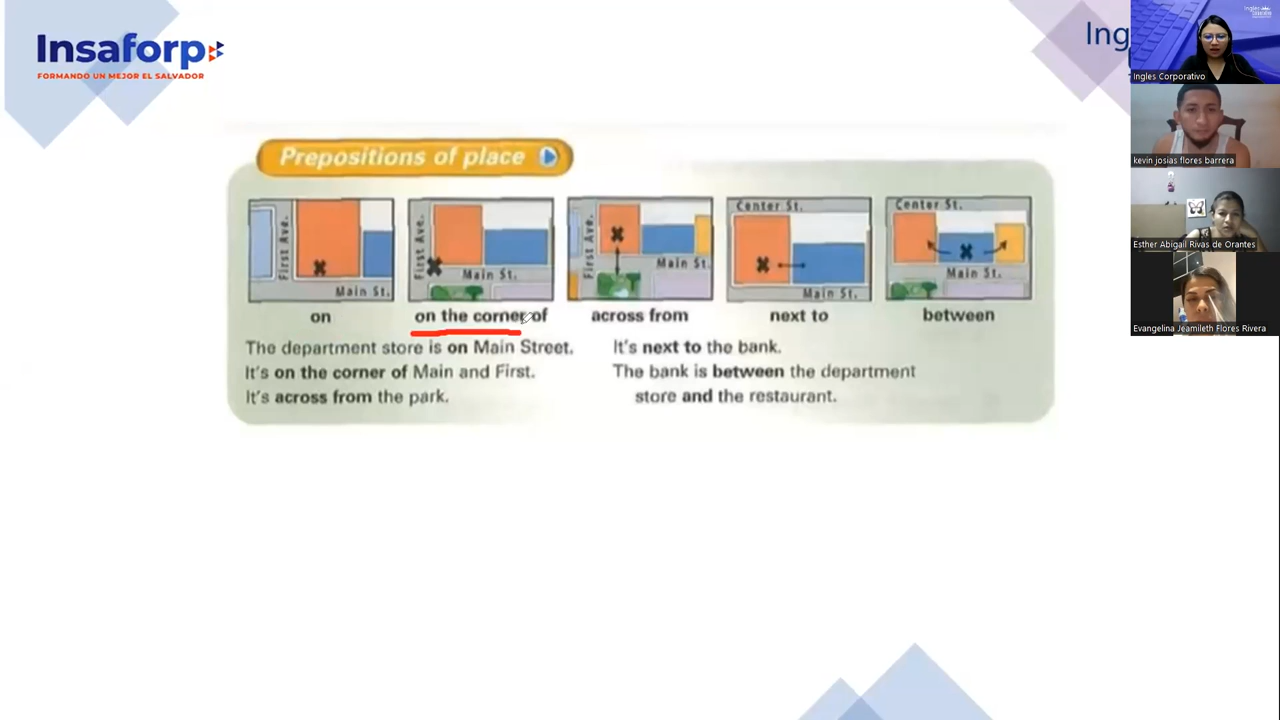 Insaforp
FORMANDO UN MEJOR EL SALVADOR
Ing
Prepositions of place
First Ave.
Main St.
First Ave.
Main St.
First Ave.
Main St.
Center St.
Main St.
Center St.
Main St.
on
on the corner of
across from
next to
between
The department store is on Main Street.
It's on the corner of Main and First.
It's across from the park.
It's next to the bank.
The bank is between the department
store and the restaurant.
Ingles Corporativo
kevin josias flores barrera
Esther Abigail Rivas de Orantes
Evangelina Jeamileth Flores Rivera